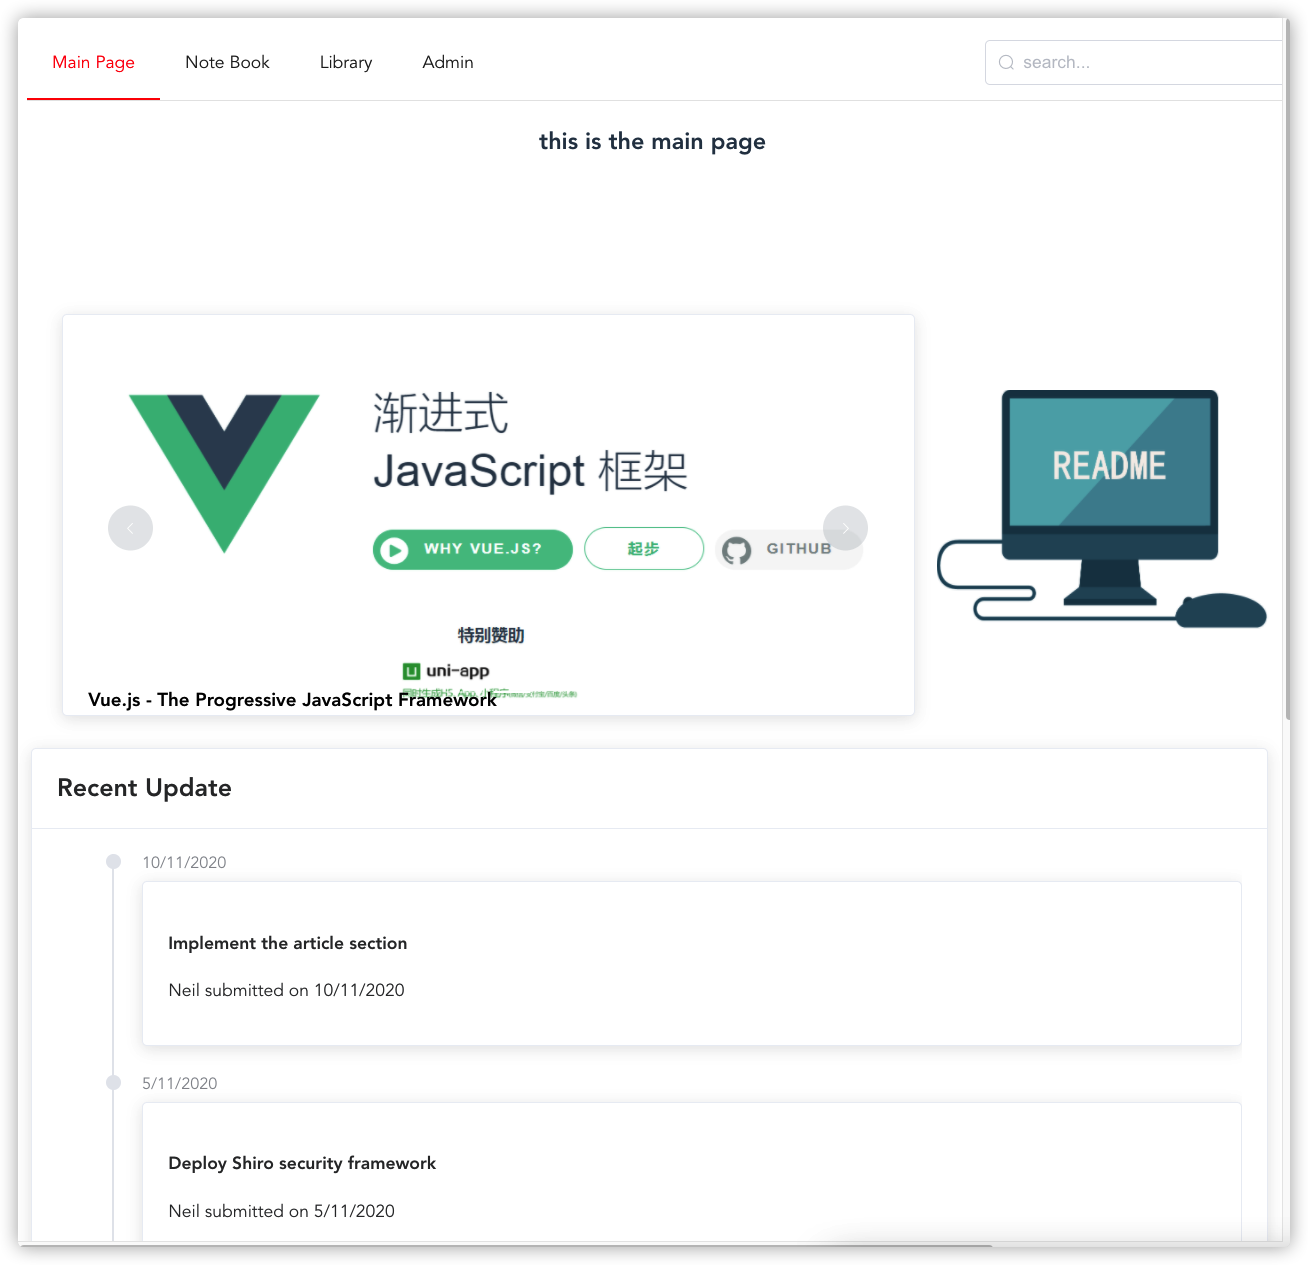 Main Page
Note Book
Library
Admin
search...
this is the main page
渐进式
JavaScript 框架
WHY VUE.JS?
起步
GITHUB
README
特别赞助
uni-app
Vue.js - The Progressive JavaScript Framework
Recent Update
10/11/2020
Implement the article section
Neil submitted on 10/11/2020
5/11/2020
Deploy Shiro security framework
Neil submitted on 5/11/2020